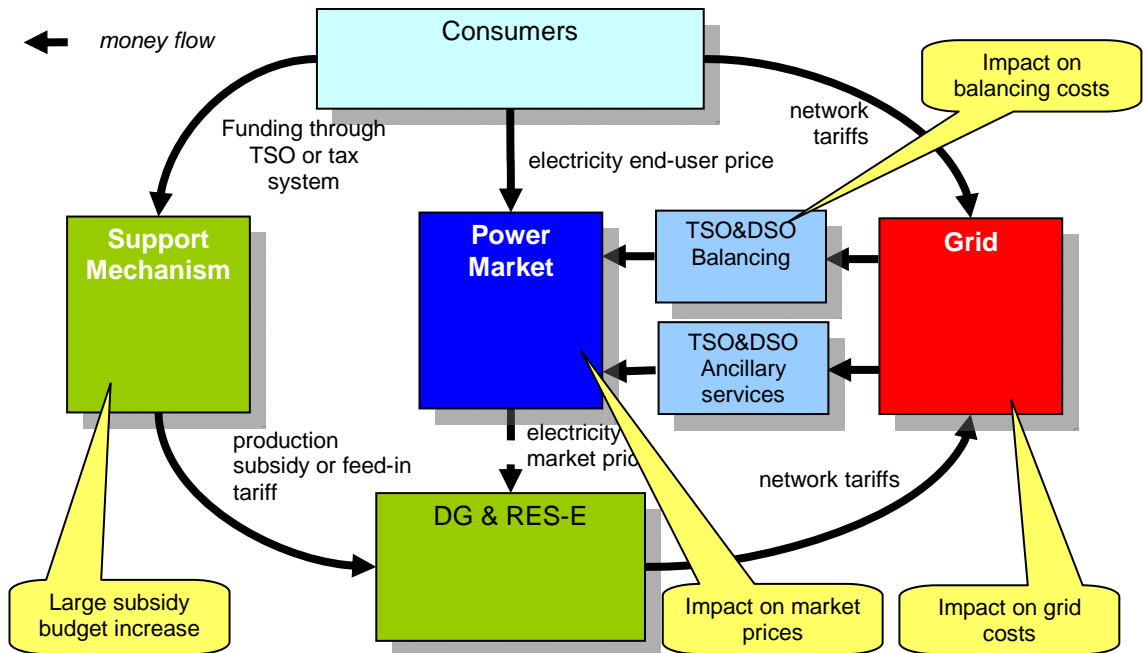 money flow
Consumers
Impact on
balancing costs
Funding through
TSO or tax
system
electricity end-user price
network
tariffs
Support
Mechanism
Power
Market
TSO&DSO
Balancing
Grid
TSO&DSO
Ancillary
services
production
subsidy or feed-in
tariff
electricity
market pric
network tariffs
DG & RES-E
Large subsidy
budget increase
Impact on market
prices
Impact on grid
costs